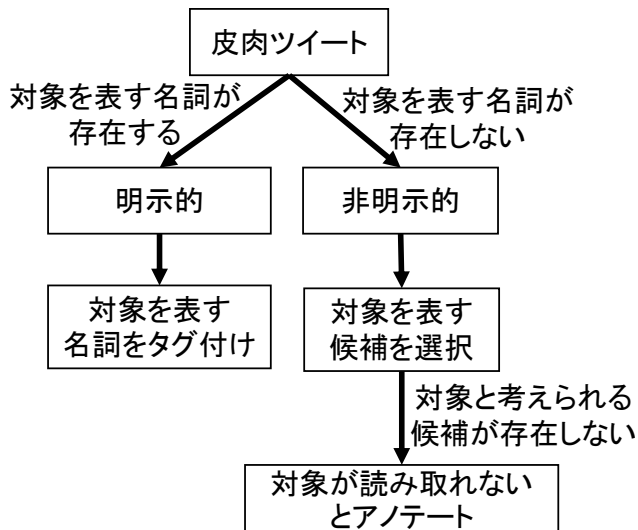 皮肉ツイート
対象を表す名詞が
存在する
対象を表す名詞が
存在しない
明示的
非明示的
対象を表す
名詞をタグ付け
対象を表す
候補を選択
対象と考えられる
候補が存在しない
対象が読み取れない
とアノテート